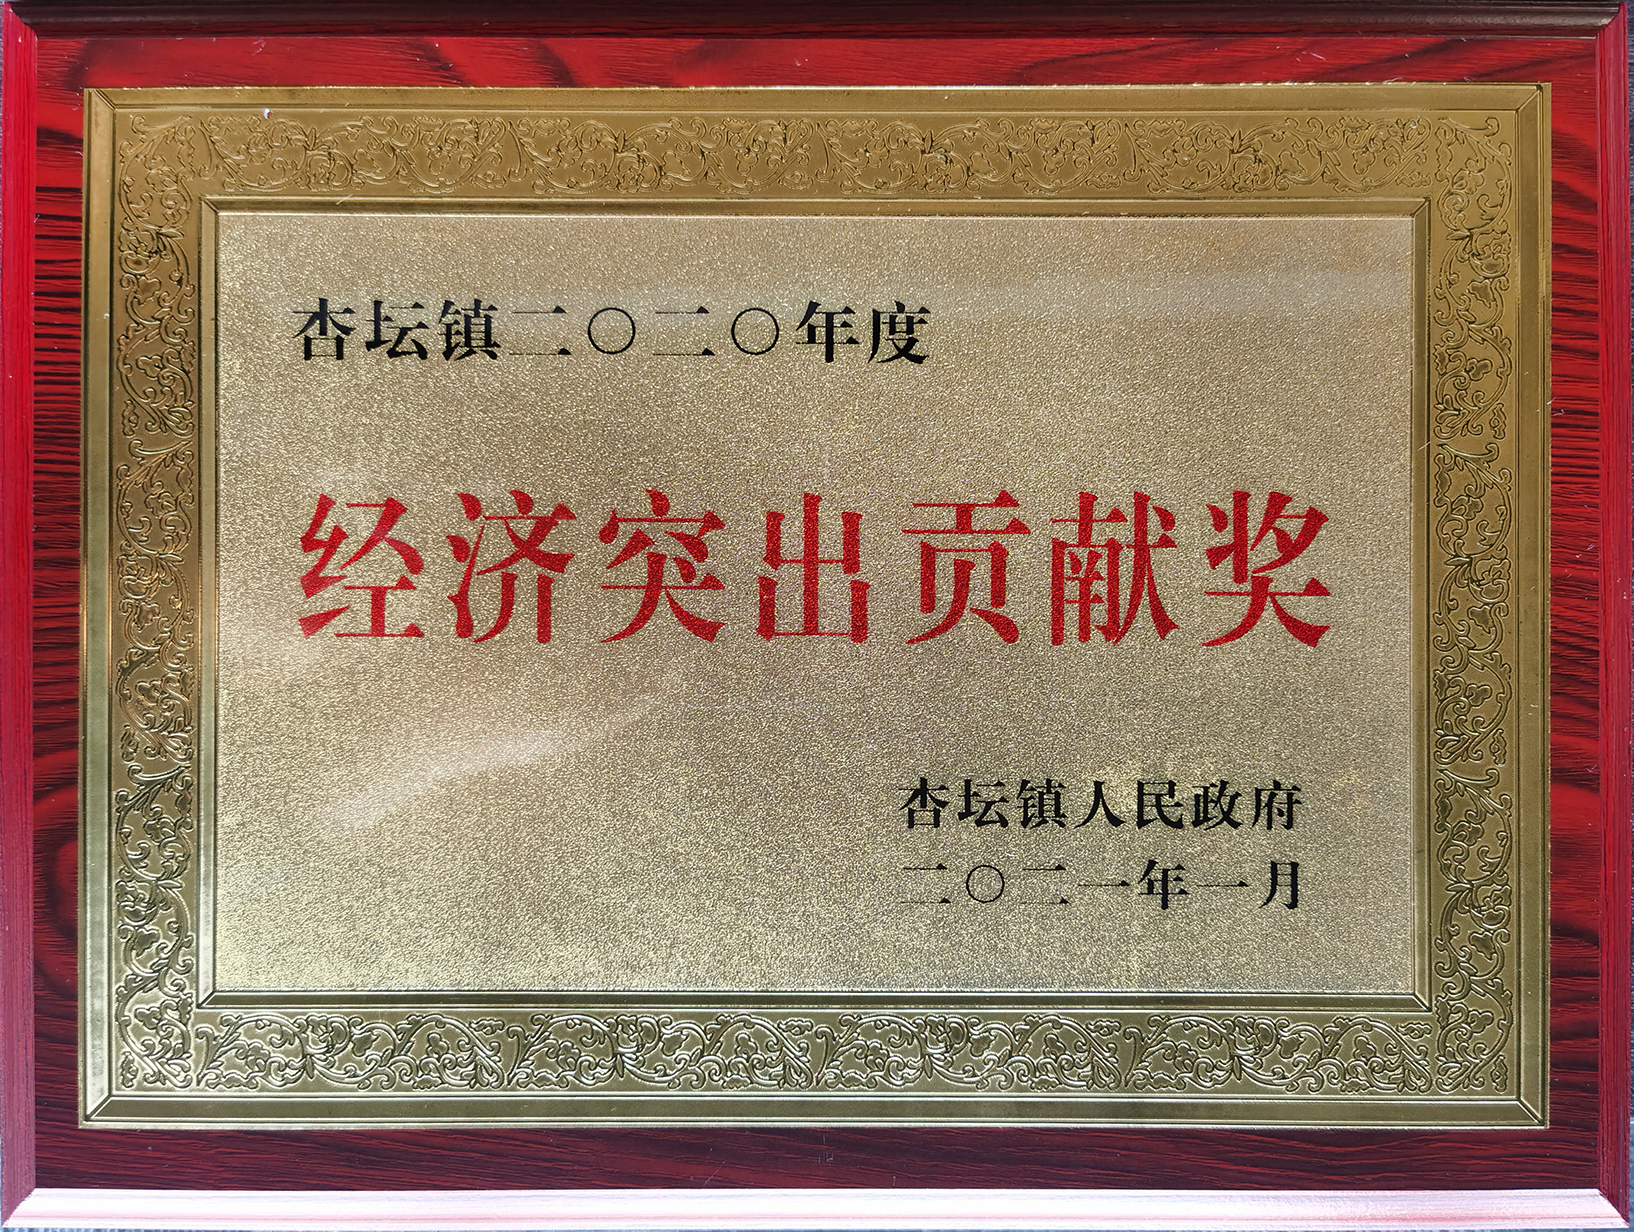 杏坛镇二〇二〇年度
经济突出贡献奖
杏坛镇人民政府
二〇二一年一月